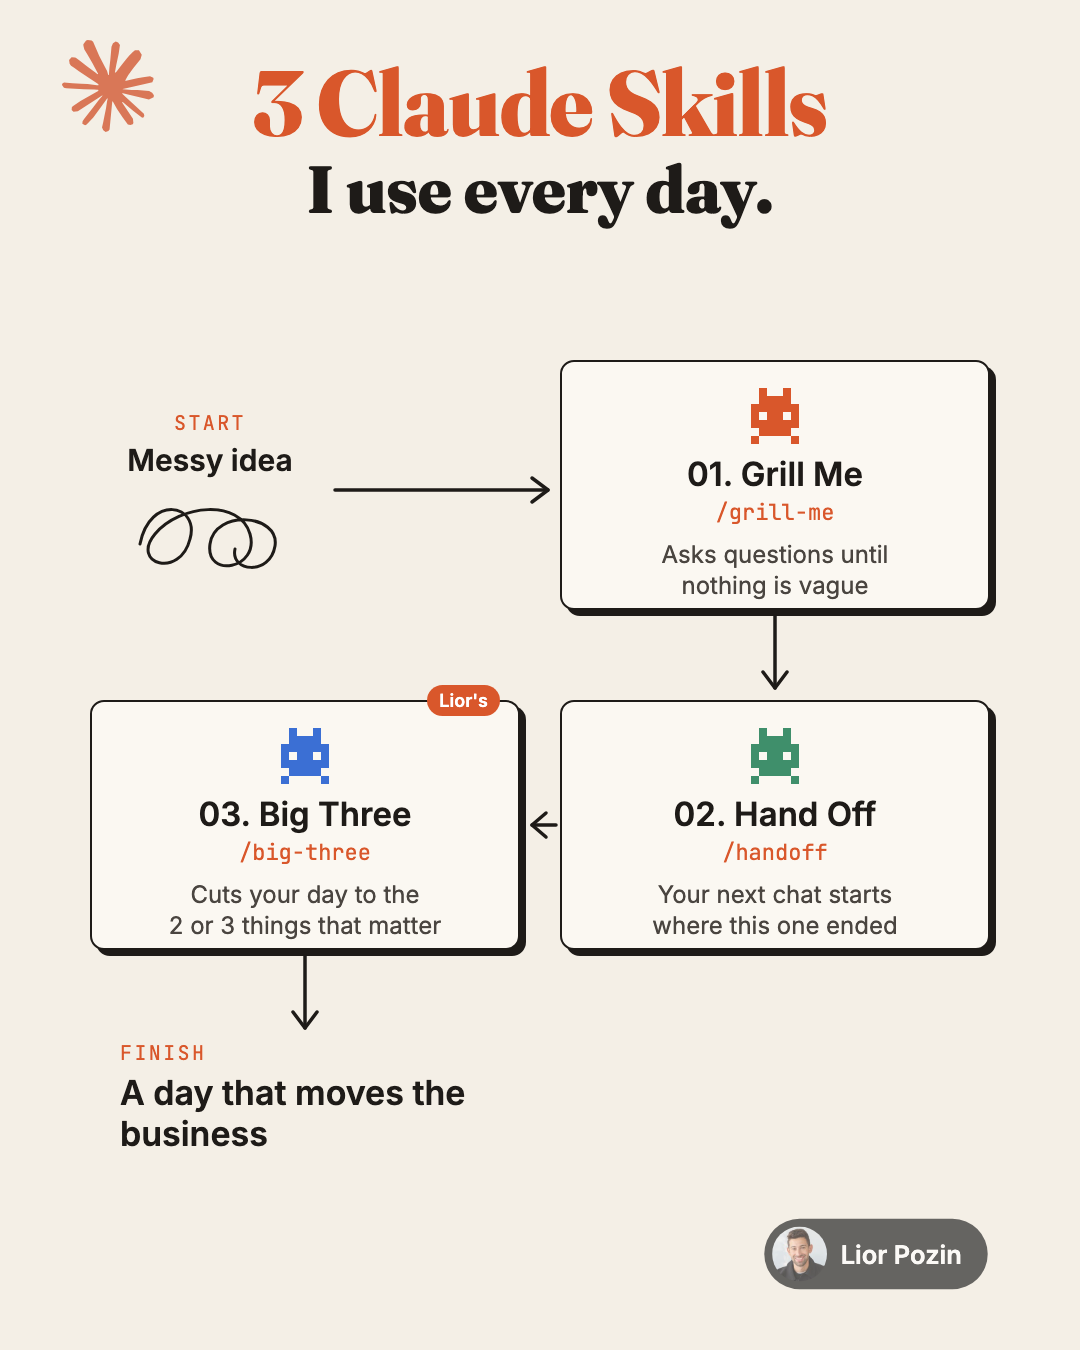 3 Claude Skills
I use every day.
START
Messy idea
01. Grill Me
/grill-me
Asks questions until
nothing is vague
Lior's
03. Big Three
/big-three
Cuts your day to the
2 or 3 things that matter
02. Hand Off
/handoff
Your next chat starts
where this one ended
FINISH
A day that moves the
business
Lior Pozin